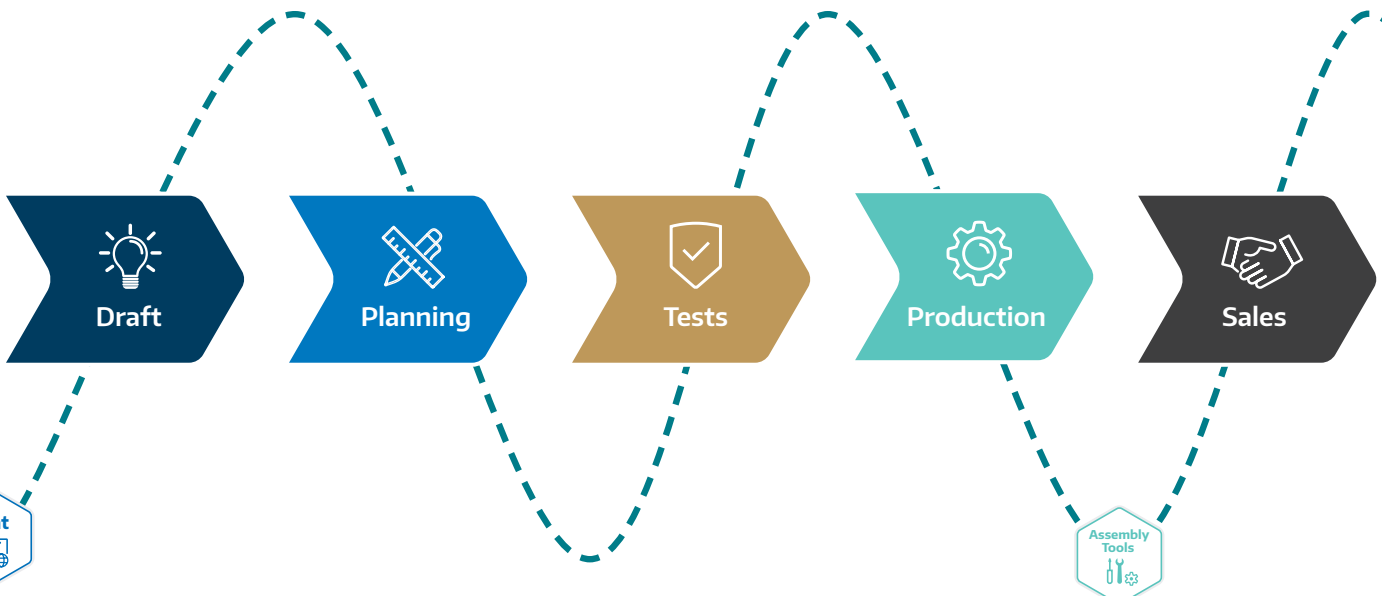 Draft
Planning
Tests
Production
Sales
Assembly
Tools